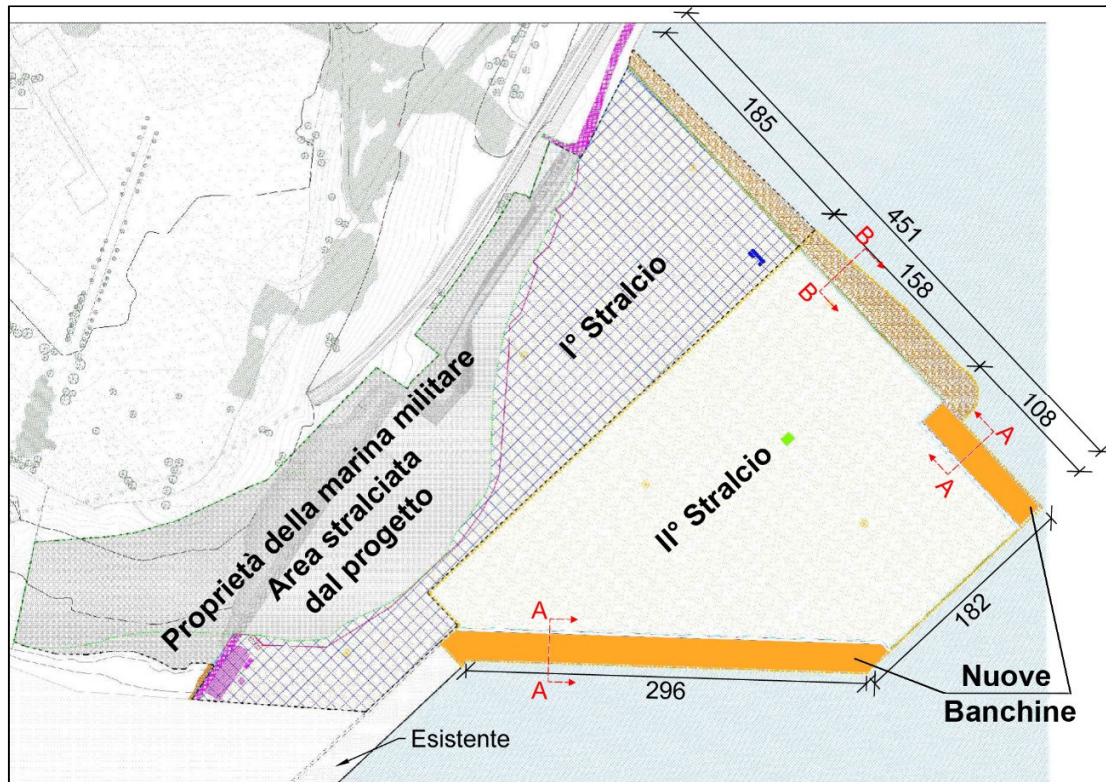 185
451
B
B
158
108
I° Stralcio
Proprietà della marina militare
Area stralciata
dal progetto
II° Stralcio
A
A
A
A
182
296
Nuove
Banchine
Esistente